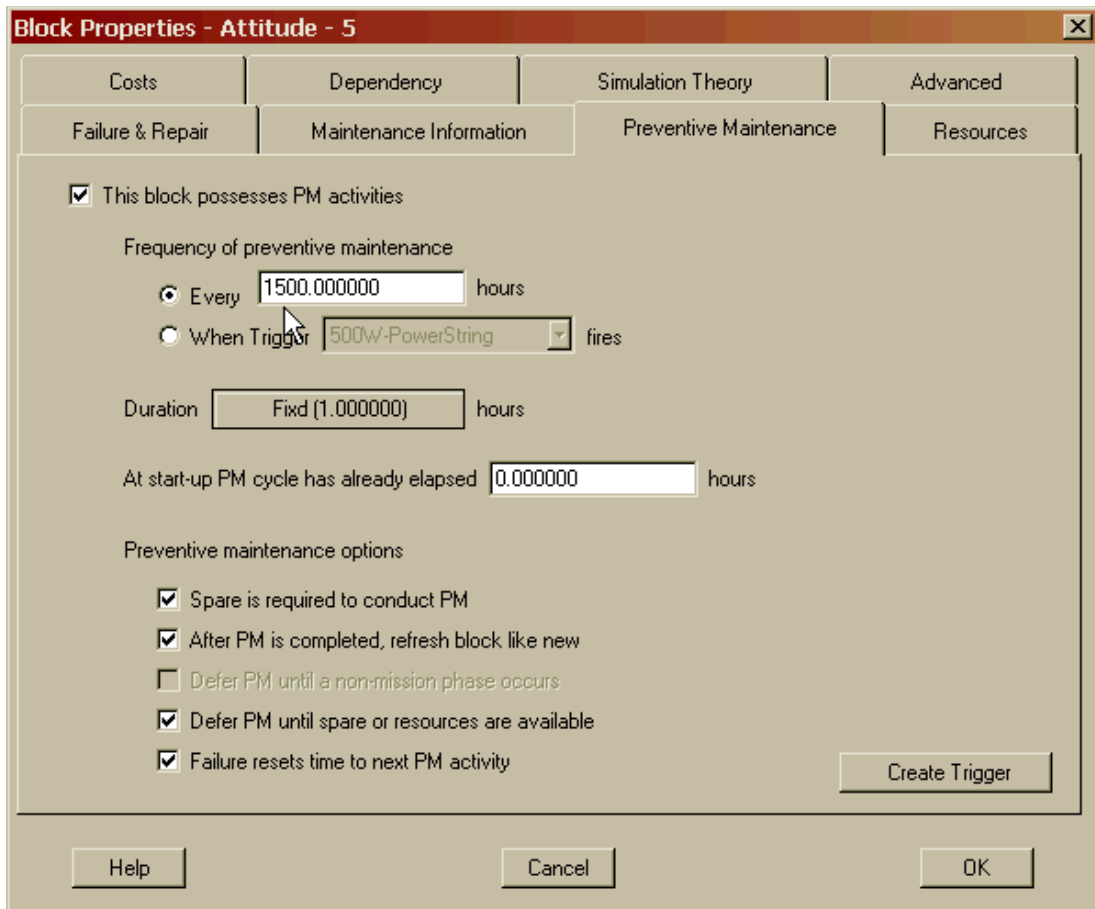 Block Properties - Attitude - 5
Costs Dependency Simulation Theory Advanced
Failure & Repair Maintenance Information Preventive Maintenance Resources
This block possesses PM activities
Frequency of preventive maintenance
Every 1500.000000 hours
When Trigger 500W-PowerString fires
Duration Fixd (1.000000) hours
At start-up PM cycle has already elapsed 0.000000 hours
Preventive maintenance options
Spare is required to conduct PM
After PM is completed, refresh block like new
Defer PM until a non-mission phase occurs
Defer PM until spare or resources are available
Failure resets time to next PM activity
Create Trigger
Help Cancel OK